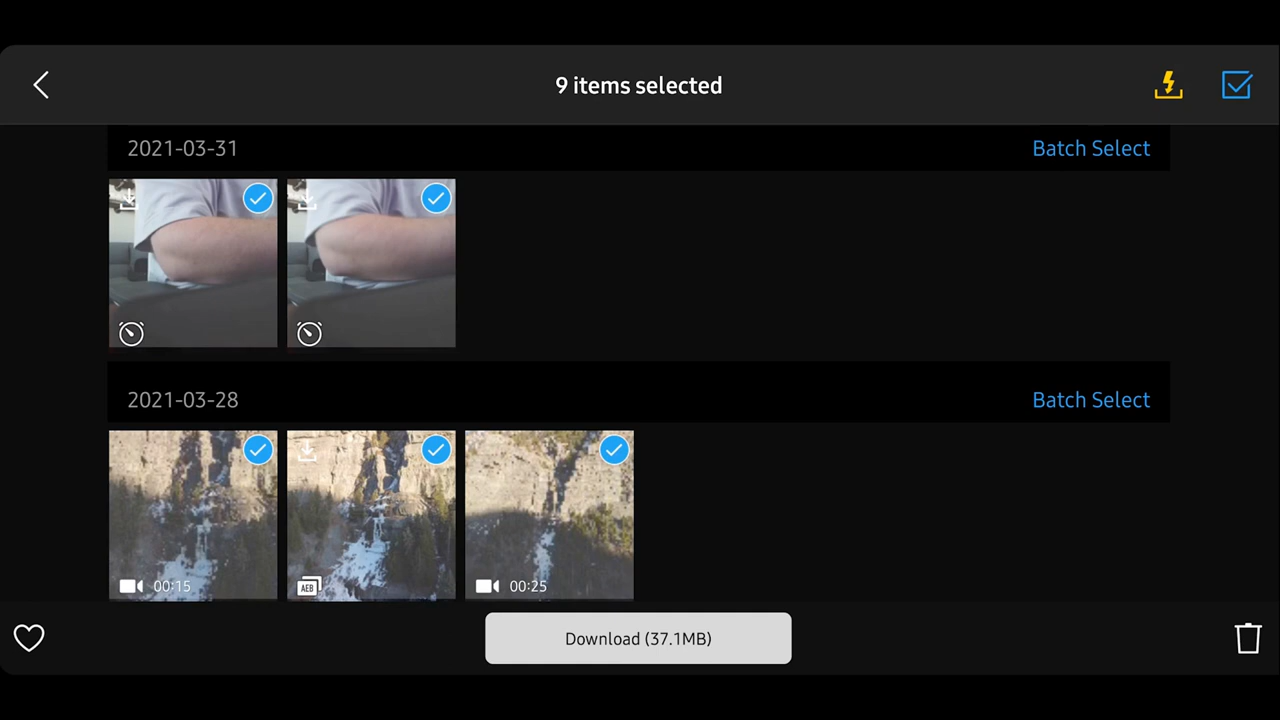 9 items selected
2021-03-31 Batch Select
2021-03-28 Batch Select
00:15 AEB 00:25
Download (37.1MB)